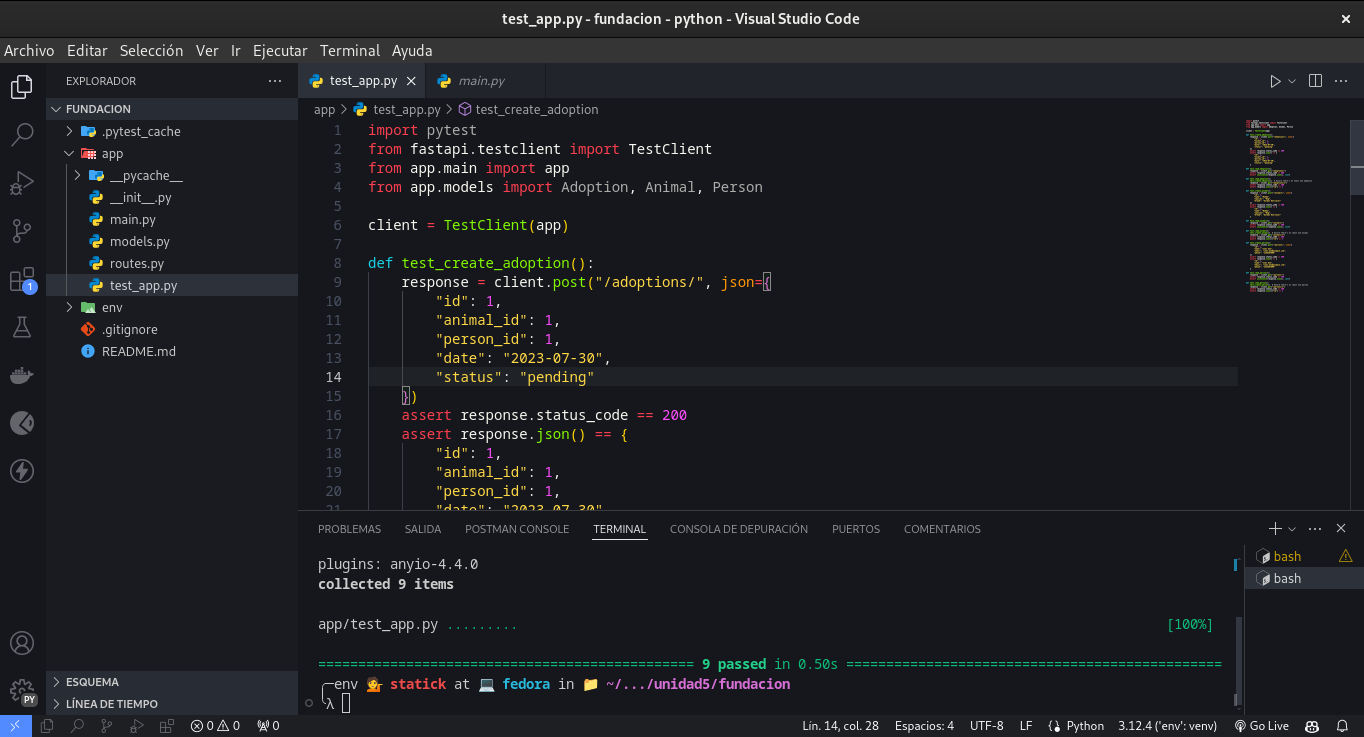 test_app.py - fundacion - python - Visual Studio Code
Archivo Editar Selección Ver Ir Ejecutar Terminal Ayuda
EXPLORADOR
FUNDACION
.pytest_cache
app
__pycache__
__init__.py
main.py
models.py
routes.py
test_app.py
env
.gitignore
README.md
ESQUEMA
LÍNEA DE TIEMPO
1
PY
test_app.py main.py
app > test_app.py > test_create_adoption
1 import pytest
2 from fastapi.testclient import TestClient
3 from app.main import app
4 from app.models import Adoption, Animal, Person
5
6 client = TestClient(app)
7
8 def test_create_adoption():
9 response = client.post("/adoptions/", json={
10 "id": 1,
11 "animal_id": 1,
12 "person_id": 1,
13 "date": "2023-07-30",
14 "status": "pending"
15 })
16 assert response.status_code == 200
17 assert response.json() == {
18 "id": 1,
19 "animal_id": 1,
20 "person_id": 1,
21 "date": "2023-07-30",
PROBLEMAS SALIDA POSTMAN CONSOLE TERMINAL CONSOLA DE DEPURACIÓN PUERTOS COMENTARIOS
plugins: anyio-4.4.0
collected 9 items
app/test_app.py ......... [100%]
============================================== 9 passed in 0.50s ===============================================
env statick at fedora in ~/.../unidad5/fundacion
λ
bash
bash
0 0 0 Lin. 14, col. 28 Espacios: 4 UTF-8 LF Python 3.12.4 ('env': venv) Go Live